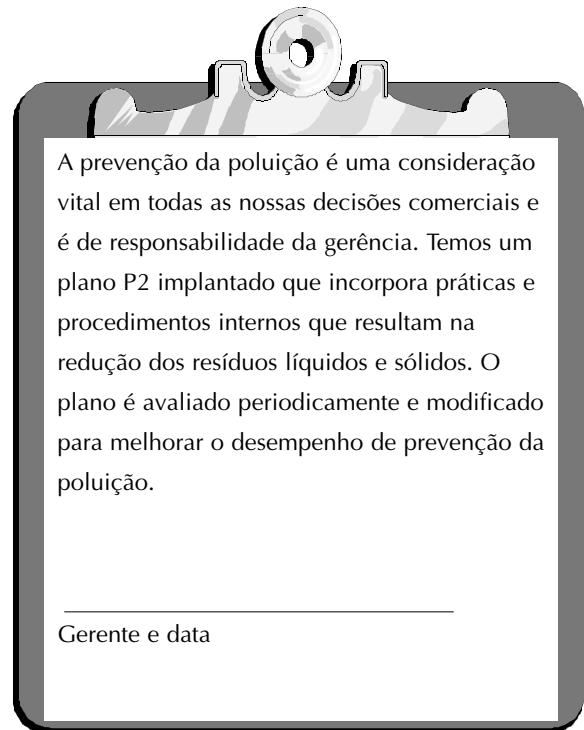 A prevenção da poluição é uma consideração
vital em todas as nossas decisões comerciais e
é de responsabilidade da gerência. Temos um
plano P2 implantado que incorpora práticas e
procedimentos internos que resultam na
redução dos resíduos líquidos e sólidos. O
plano é avaliado periodicamente e modificado
para melhorar o desempenho de prevenção da
poluição.
Gerente e data